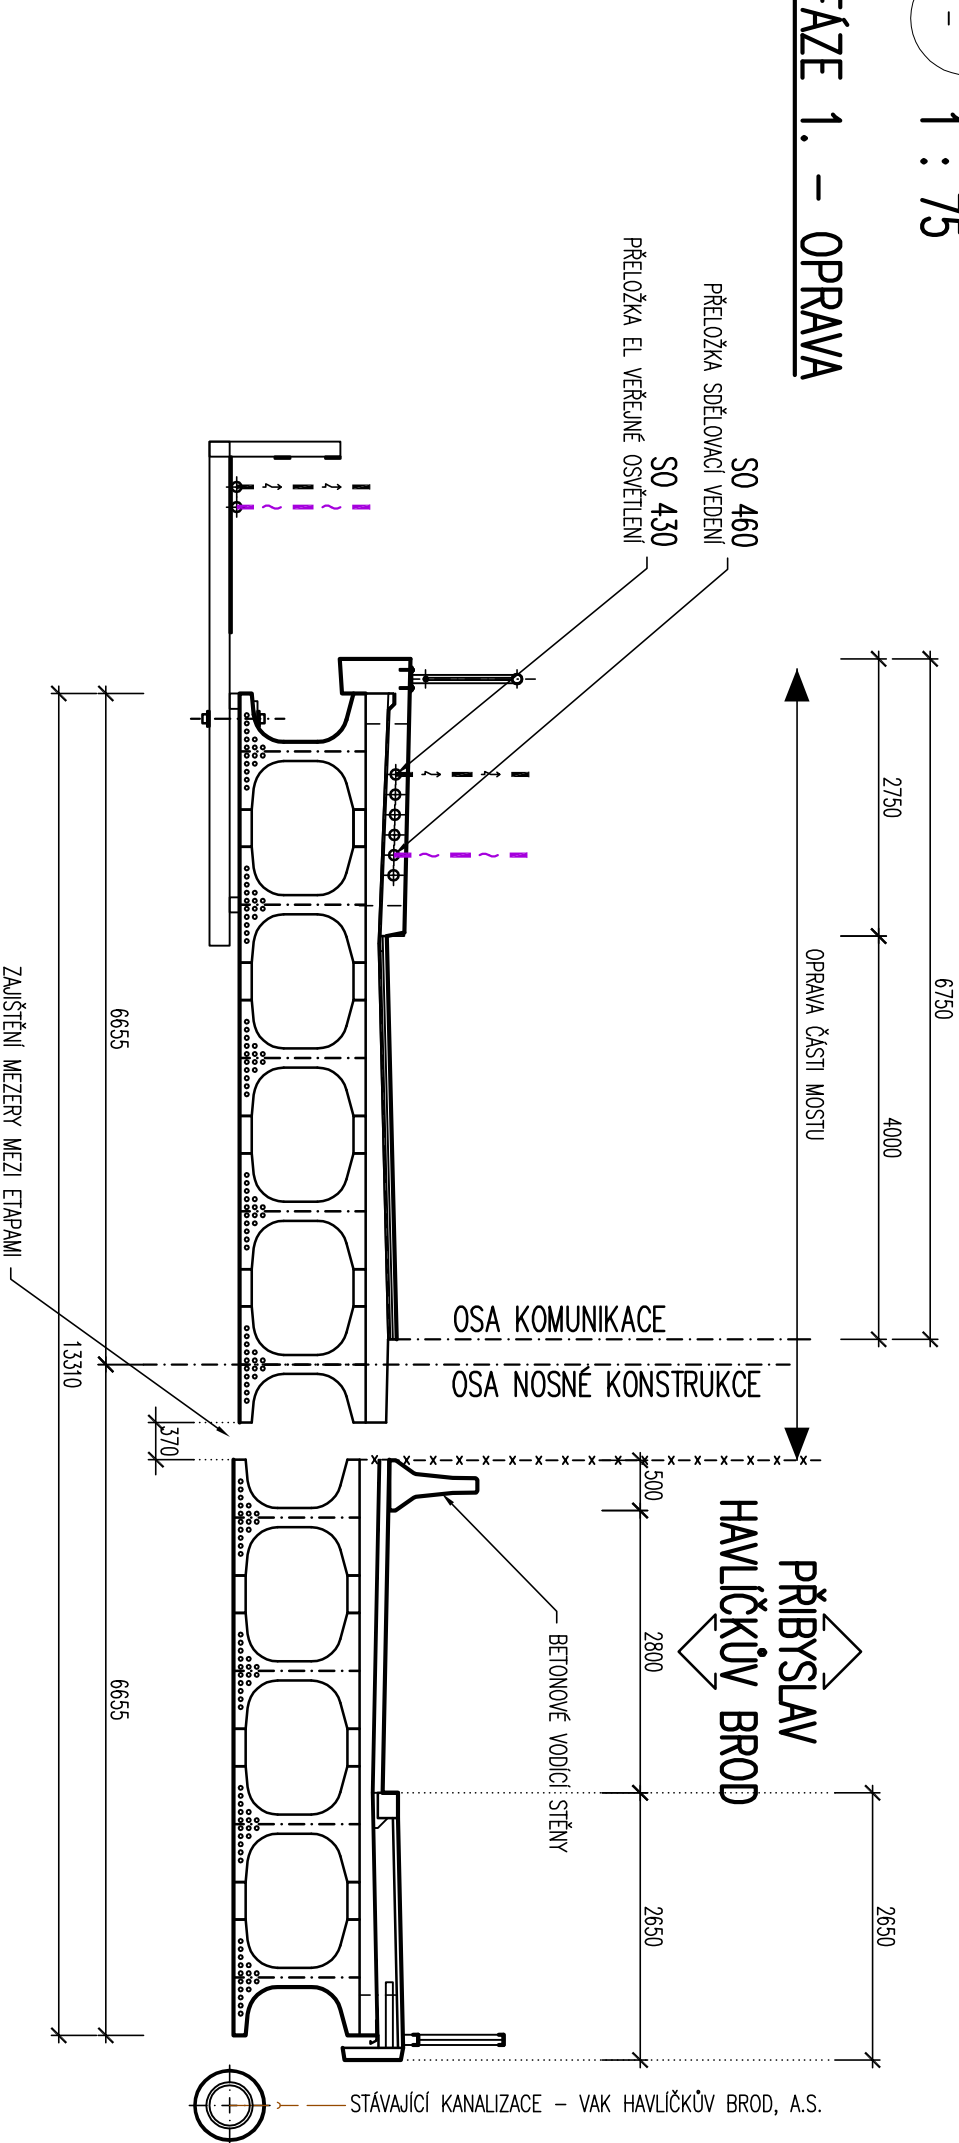 -
1 : 75
FÁZE 1. – OPRAVA
SO 460
PŘELOŽKA SDĚLOVACÍ VEDENÍ
SO 430
PŘELOŽKA EL VEŘEJNÉ OSVĚTLENÍ
6750
2750
4000
OPRAVA ČÁSTI MOSTU
OSA KOMUNIKACE
OSA NOSNÉ KONSTRUKCE
PŘIBYSLAV
HAVLÍČKŮV BROD
2650
500
2800
2650
BETONOVÉ VODÍCÍ STĚNY
370
6655
6655
13310
ZAJIŠTĚNÍ MEZERY MEZI ETAPAMI
STÁVAJÍCÍ KANALIZACE – VAK HAVLÍČKŮV BROD, A.S.